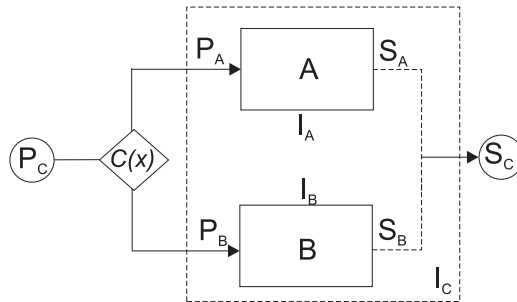 P_A A S_A
I_A
P_C C(x) S_C
I_B
P_B B S_B
I_C